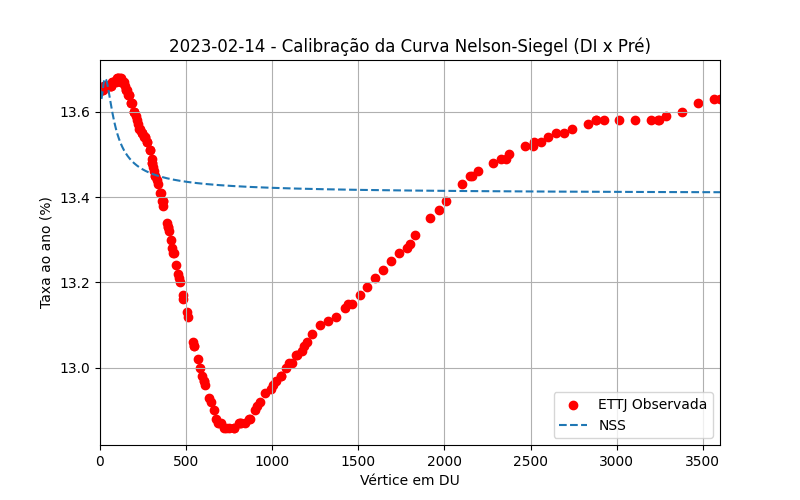 2023-02-14 - Calibração da Curva Nelson-Siegel (DI x Pré)
Taxa ao ano (%)
13.6
13.4
13.2
13.0
ETTJ Observada
NSS
0 500 1000 1500 2000 2500 3000 3500
Vértice em DU